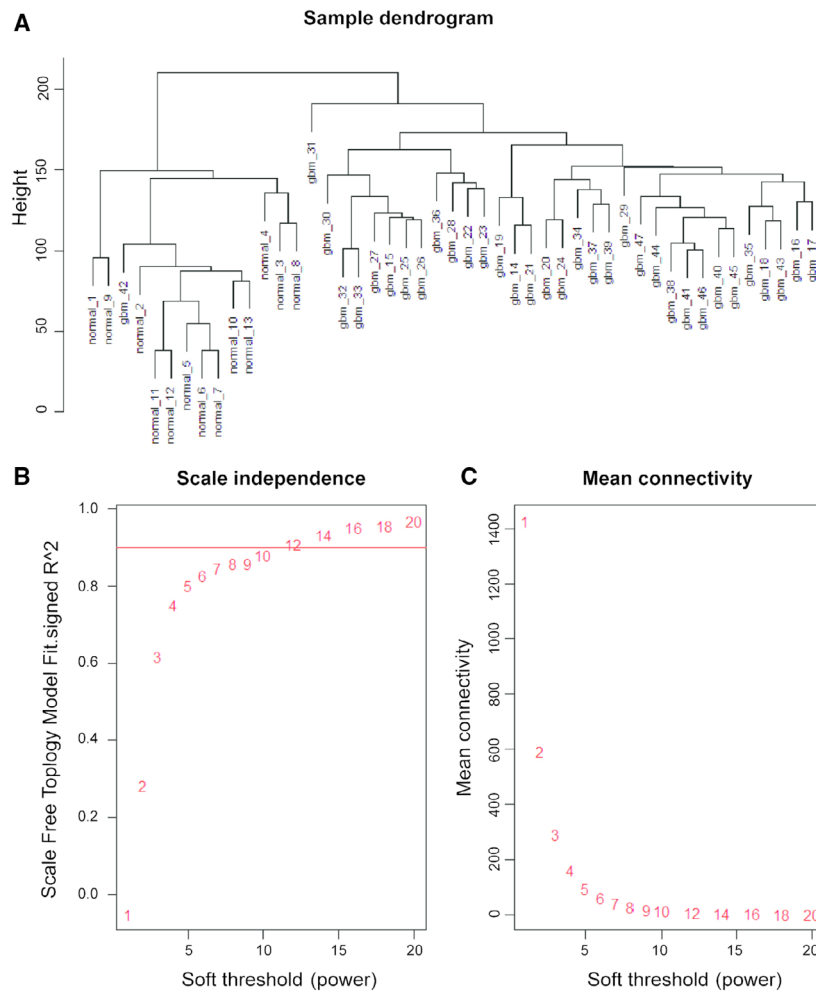 A
Sample dendrogram
Height
200
150
100
50
0
normal_1
normal_9
gbm_42
normal_2
normal_11
normal_12
normal_5
normal_6
normal_7
normal_10
normal_13
normal_4
normal_3
normal_8
gbm_31
gbm_30
gbm_32
gbm_33
gbm_27
gbm_15
gbm_25
gbm_26
gbm_36
gbm_28
gbm_22
gbm_23
gbm_19
gbm_14
gbm_21
gbm_20
gbm_24
gbm_34
gbm_37
gbm_39
gbm_29
gbm_47
gbm_44
gbm_38
gbm_41
gbm_46
gbm_40
gbm_45
gbm_35
gbm_18
gbm_43
gbm_16
gbm_17
B
Scale independence
Scale Free Toplogy Model Fit.signed R^2
1.0
0.8
0.6
0.4
0.2
0.0
1
2
3
4
5
6
7
8
9
10
12
14
16
18
20
5
10
15
20
Soft threshold (power)
C
Mean connectivity
Mean connectivity
1400
1200
1000
800
600
400
200
0
1
2
3
4
5
6
7
8
9
10
12
14
16
18
20
5
10
15
20
Soft threshold (power)